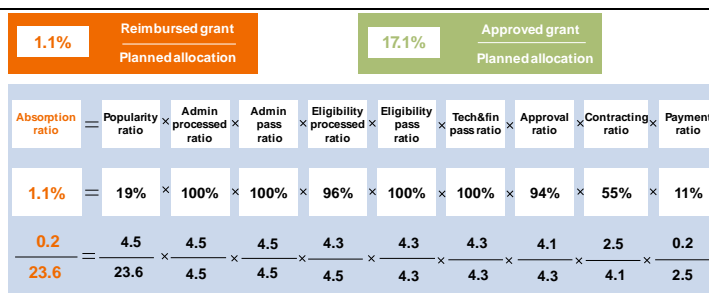 1.1%
Reimbursed grant
Planned allocation
17.1%
Approved grant
Planned allocation
Absorption ratio = Popularity ratio × Admin processed ratio × Admin pass ratio × Eligibility processed ratio × Eligibility pass ratio × Tech&fin pass ratio × Approval ratio × Contracting ratio × Payment ratio
1.1% = 19% × 100% × 100% × 96% × 100% × 100% × 94% × 55% × 11%
0.2 4.5 4.5 4.5 4.3 4.3 4.3 4.1 2.5 0.2
= × × × × × × × ×
23.6 23.6 4.5 4.5 4.5 4.3 4.3 4.3 4.1 2.5